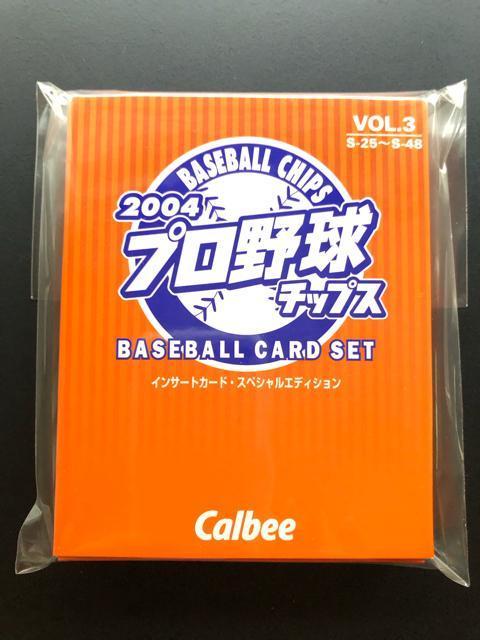 VOL.3
S-25～S-48
BASEBALL CHIPS
2004
プロ野球
チップス
BASEBALL CARD SET
インサートカード・スペシャルエディション
Calbee